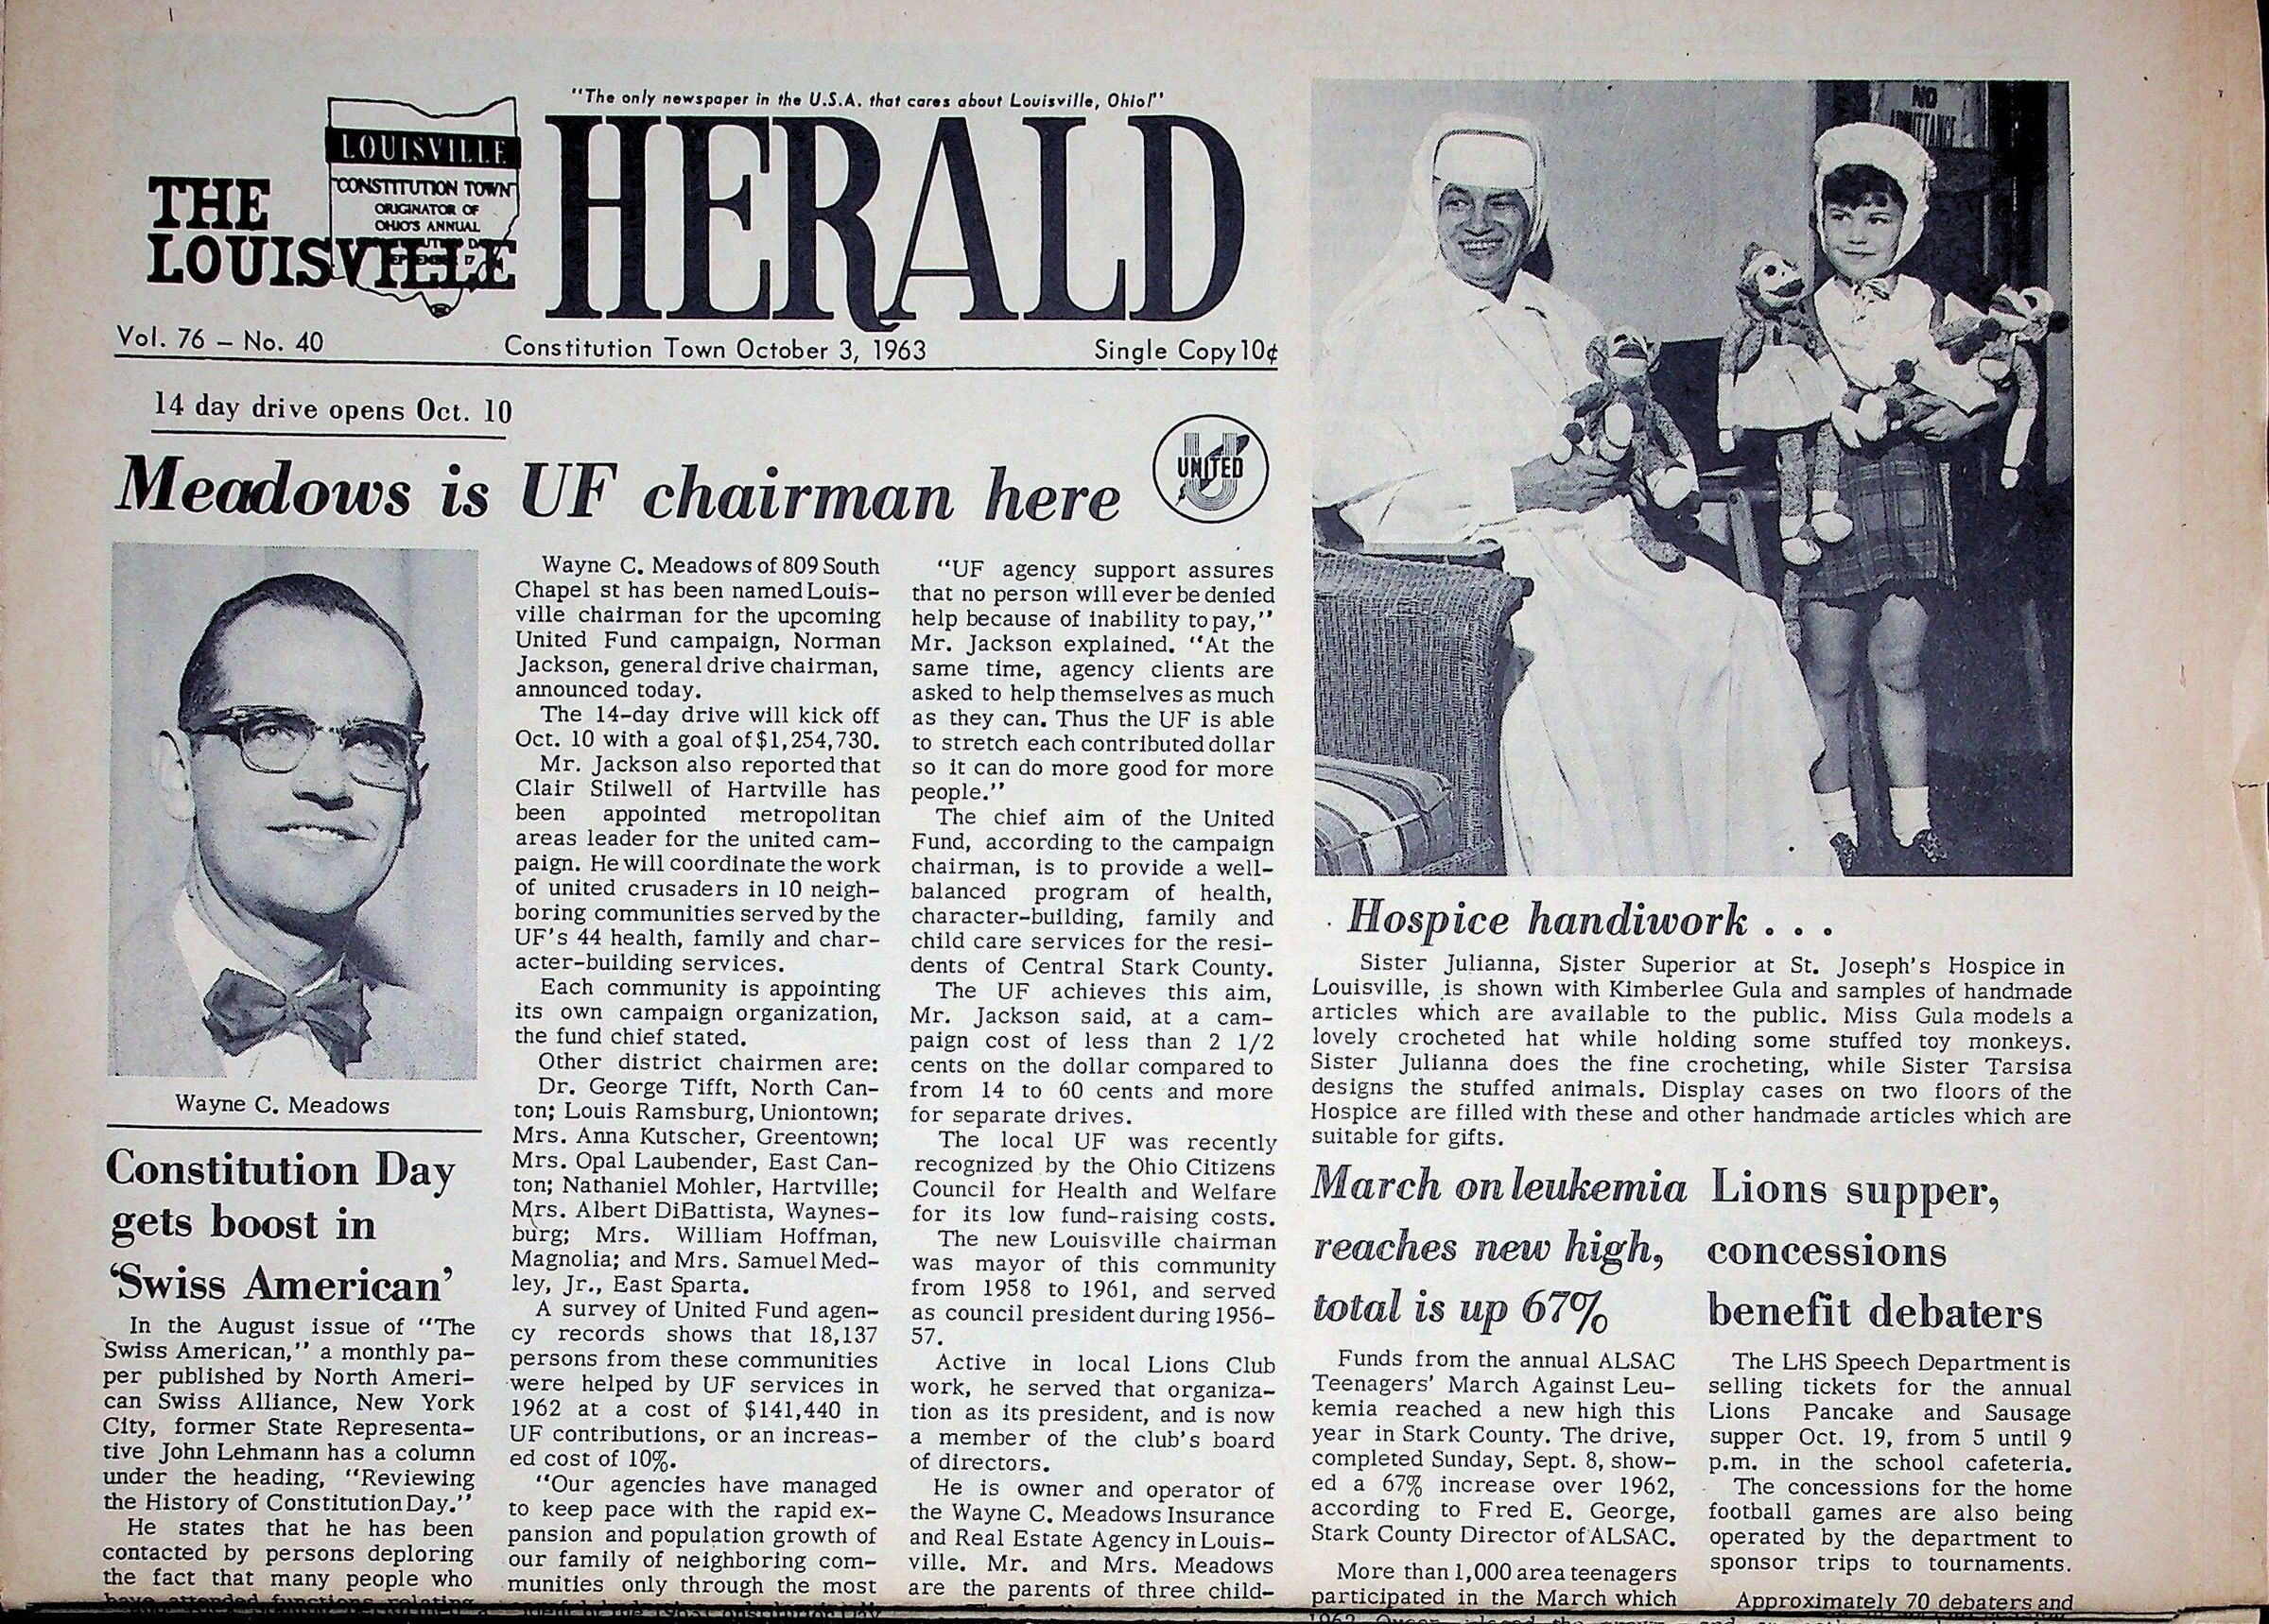 "The only newspaper in the U.S.A. that cares about Louisville, Ohio!"
LOUISVILLE
CONSTITUTION TOWN
ORIGINATOR OF
OHIO'S ANNUAL
THE
LOUISVILLE
HERALD
Vol. 76 – No. 40
Constitution Town October 3, 1963
Single Copy 10¢
14 day drive opens Oct. 10
Meadows is UF chairman here
UNITED
Wayne C. Meadows
Constitution Day
gets boost in
'Swiss American'
In the August issue of "The
Swiss American," a monthly pa-
per published by North Ameri-
can Swiss Alliance, New York
City, former State Representa-
tive John Lehmann has a column
under the heading, "Reviewing
the History of Constitution Day."
He states that he has been
contacted by persons deploring
the fact that many people who
have attended functions relating
Wayne C. Meadows of 809 South
Chapel st has been named Louis-
ville chairman for the upcoming
United Fund campaign, Norman
Jackson, general drive chairman,
announced today.
The 14-day drive will kick off
Oct. 10 with a goal of $1,254,730.
Mr. Jackson also reported that
Clair Stilwell of Hartville has
been appointed metropolitan
areas leader for the united cam-
paign. He will coordinate the work
of united crusaders in 10 neigh-
boring communities served by the
UF's 44 health, family and char-
acter-building services.
Each community is appointing
its own campaign organization,
the fund chief stated.
Other district chairmen are:
Dr. George Tifft, North Can-
ton; Louis Ramsburg, Uniontown;
Mrs. Anna Kutscher, Greentown;
Mrs. Opal Laubender, East Can-
ton; Nathaniel Mohler, Hartville;
Mrs. Albert DiBattista, Waynes-
burg; Mrs. William Hoffman,
Magnolia; and Mrs. Samuel Med-
ley, Jr., East Sparta.
A survey of United Fund agen-
cy records shows that 18,137
persons from these communities
were helped by UF services in
1962 at a cost of $141,440 in
UF contributions, or an increas-
ed cost of 10%.
"Our agencies have managed
to keep pace with the rapid ex-
pansion and population growth of
our family of neighboring com-
munities only through the most
"UF agency support assures
that no person will ever be denied
help because of inability to pay,"
Mr. Jackson explained. "At the
same time, agency clients are
asked to help themselves as much
as they can. Thus the UF is able
to stretch each contributed dollar
so it can do more good for more
people."
The chief aim of the United
Fund, according to the campaign
chairman, is to provide a well-
balanced program of health,
character-building, family and
child care services for the resi-
dents of Central Stark County.
The UF achieves this aim,
Mr. Jackson said, at a cam-
paign cost of less than 2 1/2
cents on the dollar compared to
from 14 to 60 cents and more
for separate drives.
The local UF was recently
recognized by the Ohio Citizens
Council for Health and Welfare
for its low fund-raising costs.
The new Louisville chairman
was mayor of this community
from 1958 to 1961, and served
as council president during 1956-
57.
Active in local Lions Club
work, he served that organiza-
tion as its president, and is now
a member of the club's board
of directors.
He is owner and operator of
the Wayne C. Meadows Insurance
and Real Estate Agency in Louis-
ville. Mr. and Mrs. Meadows
are the parents of three child-
NO
ADMITTANCE
Hospice handiwork . . .
Sister Julianna, Sister Superior at St. Joseph's Hospice in
Louisville, is shown with Kimberlee Gula and samples of handmade
articles which are available to the public. Miss Gula models a
lovely crocheted hat while holding some stuffed toy monkeys.
Sister Julianna does the fine crocheting, while Sister Tarsisa
designs the stuffed animals. Display cases on two floors of the
Hospice are filled with these and other handmade articles which are
suitable for gifts.
March on leukemia
reaches new high,
total is up 67%
Funds from the annual ALSAC
Teenagers' March Against Leu-
kemia reached a new high this
year in Stark County. The drive,
completed Sunday, Sept. 8, show-
ed a 67% increase over 1962,
according to Fred E. George,
Stark County Director of ALSAC.
More than 1,000 area teenagers
participated in the March which
Lions supper,
concessions
benefit debaters
The LHS Speech Department is
selling tickets for the annual
Lions Pancake and Sausage
supper Oct. 19, from 5 until 9
p.m. in the school cafeteria.
The concessions for the home
football games are also being
operated by the department to
sponsor trips to tournaments.
Approximately 70 debaters and